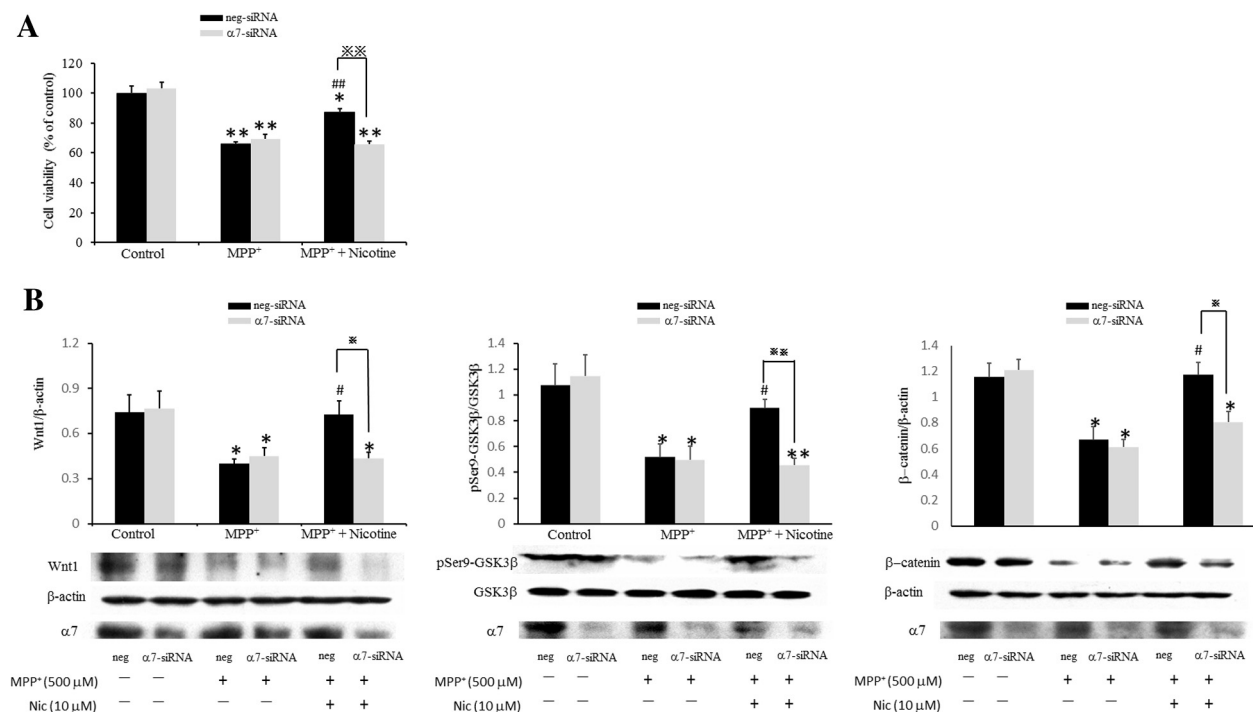 A
neg-siRNA
α7-siRNA
Cell viability (% of control)
120
100
80
60
40
20
0
※※
##
*
** ** **
Control MPP⁺ MPP⁺ + Nicotine
B
neg-siRNA
α7-siRNA
Wnt1/β-actin
1.2
0.9
0.6
0.3
0
※
#
* * *
Control MPP⁺ MPP⁺ + Nicotine
Wnt1
β-actin
α7
neg α7-siRNA neg α7-siRNA neg α7-siRNA
MPP⁺ (500 μM) — — + + + +
Nic (10 μM) — — — — + +
neg-siRNA
α7-siRNA
pSer9-GSK3β/GSK3β
1.4
1.2
1
0.8
0.6
0.4
0.2
0
※※
#
* * **
Control MPP⁺ MPP⁺ + Nicotine
pSer9-GSK3β
GSK3β
α7
neg α7-siRNA neg α7-siRNA neg α7-siRNA
MPP⁺ (500 μM) — — + + + +
Nic (10 μM) — — — — + +
neg-siRNA
α7-siRNA
β–catenin/β-actin
1.4
1.2
1
0.8
0.6
0.4
0.2
0
※
#
* * *
β–catenin
β-actin
α7
neg α7-siRNA neg α7-siRNA neg α7-siRNA
MPP⁺ (500 μM) — — + + + +
Nic (10 μM) — — — — + +